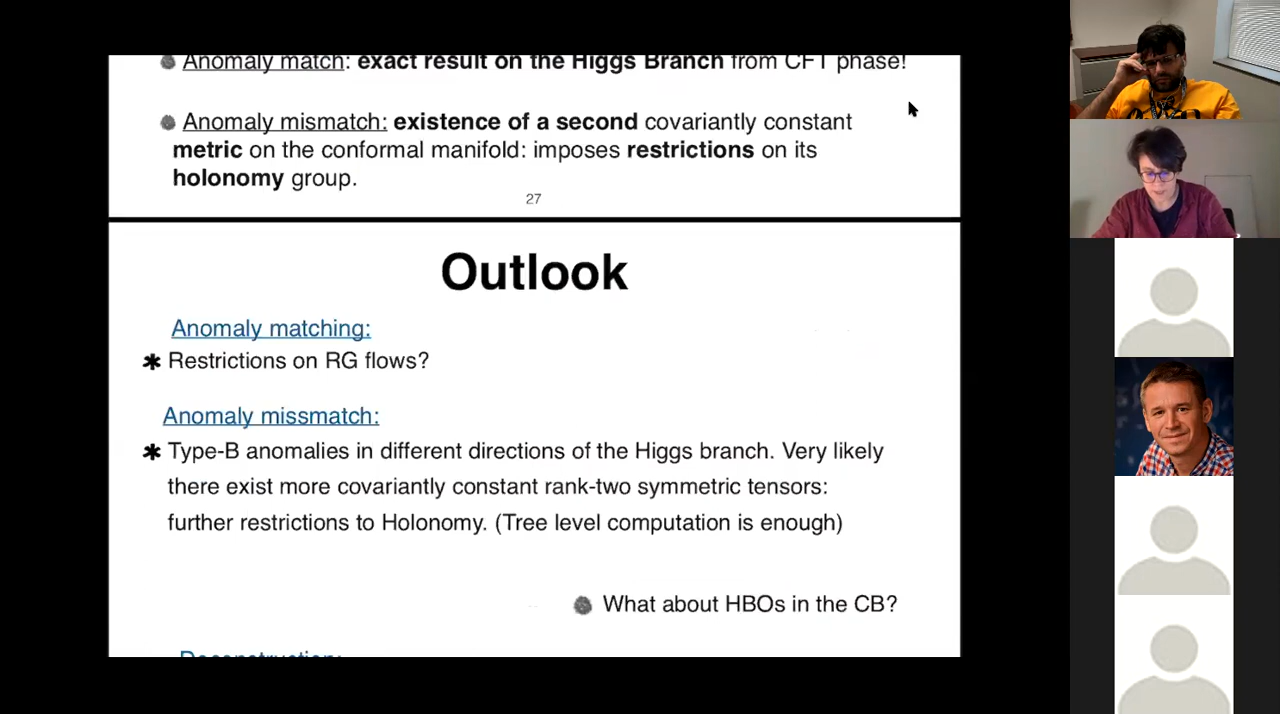 Anomaly match: exact result on the Higgs Branch from CFT phase!
Anomaly mismatch: existence of a second covariantly constant
metric on the conformal manifold: imposes restrictions on its
holonomy group.
27
Outlook
Anomaly matching:
✱ Restrictions on RG flows?
Anomaly missmatch:
✱ Type-B anomalies in different directions of the Higgs branch. Very likely
there exist more covariantly constant rank-two symmetric tensors:
further restrictions to Holonomy. (Tree level computation is enough)
What about HBOs in the CB?
Deconstruction: